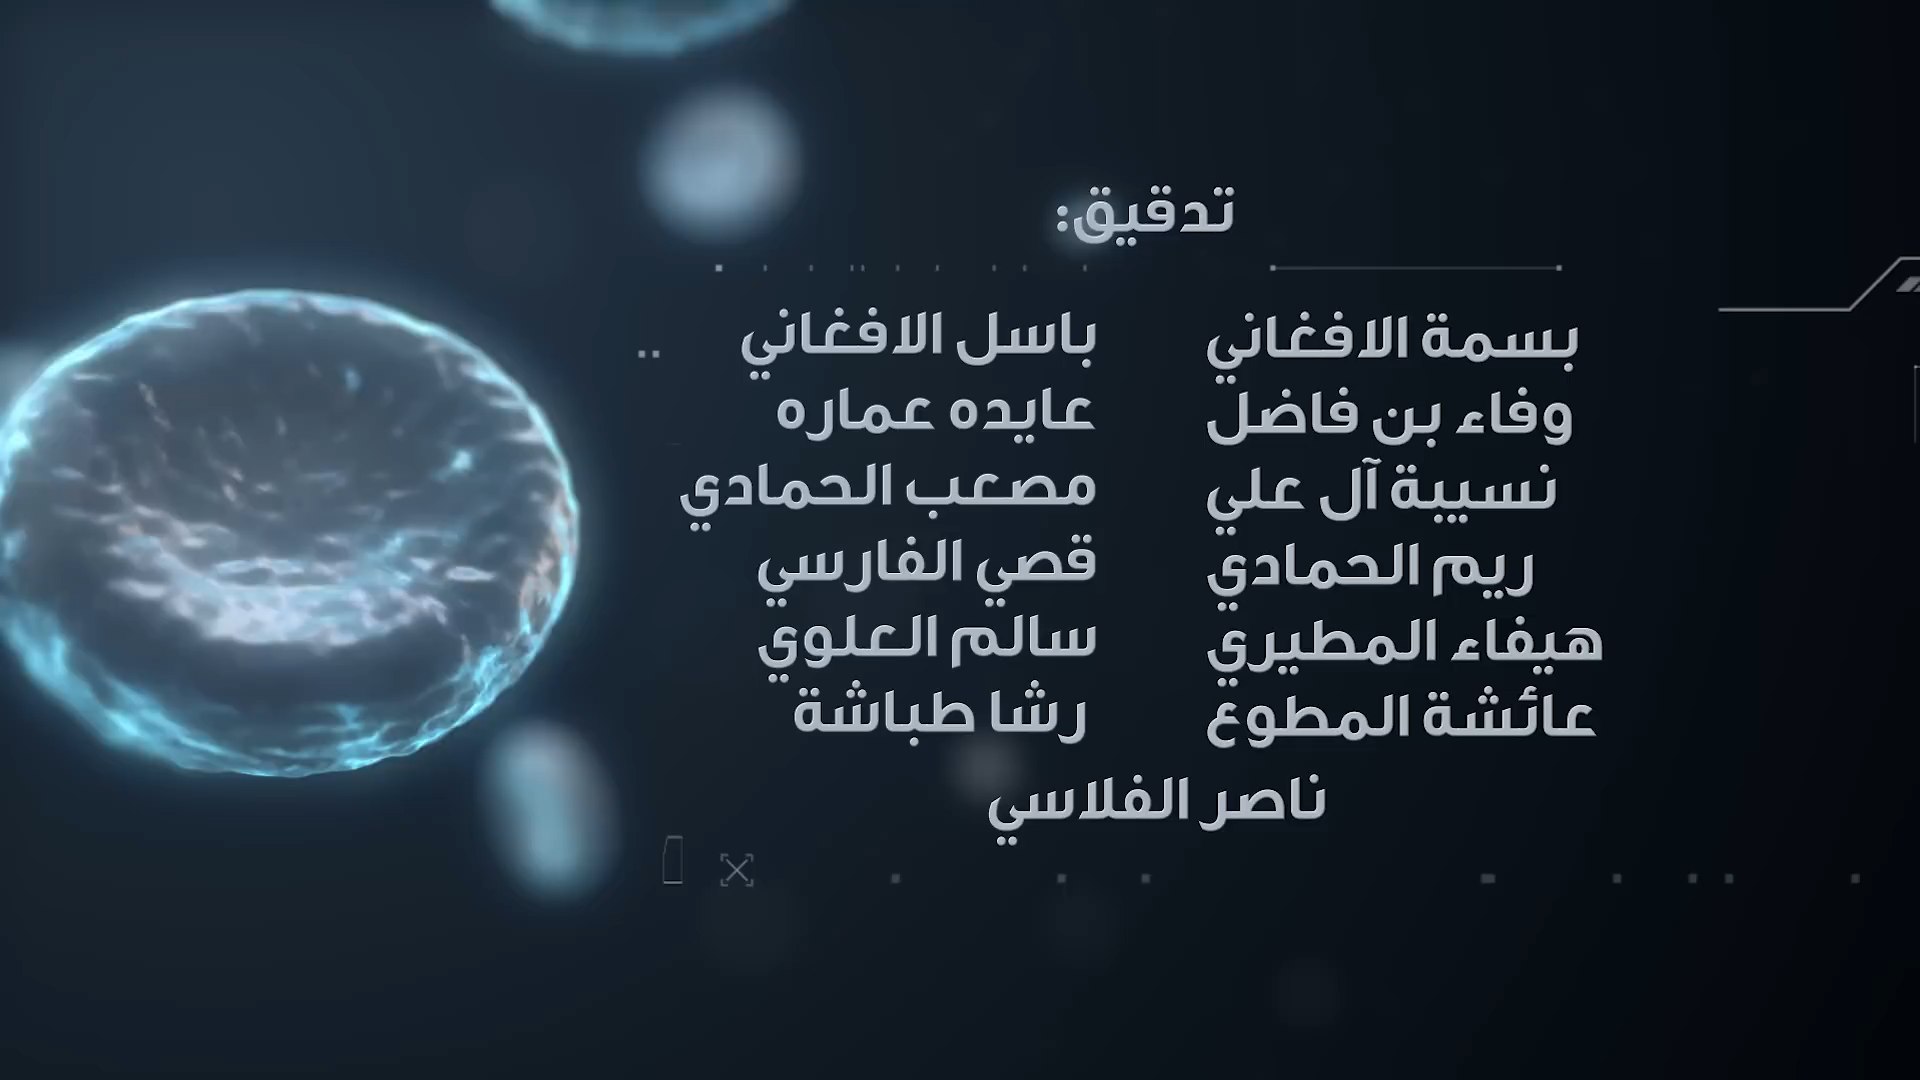 تدقيق:
بسمة الافغاني
وفاء بن فاضل
نسيبة آل علي
ريم الحمادي
هيفاء المطيري
عائشة المطوع
باسل الافغاني
عايده عماره
مصعب الحمادي
قصي الفارسي
سالم العلوي
رشا طباشة
ناصر الفلاسي